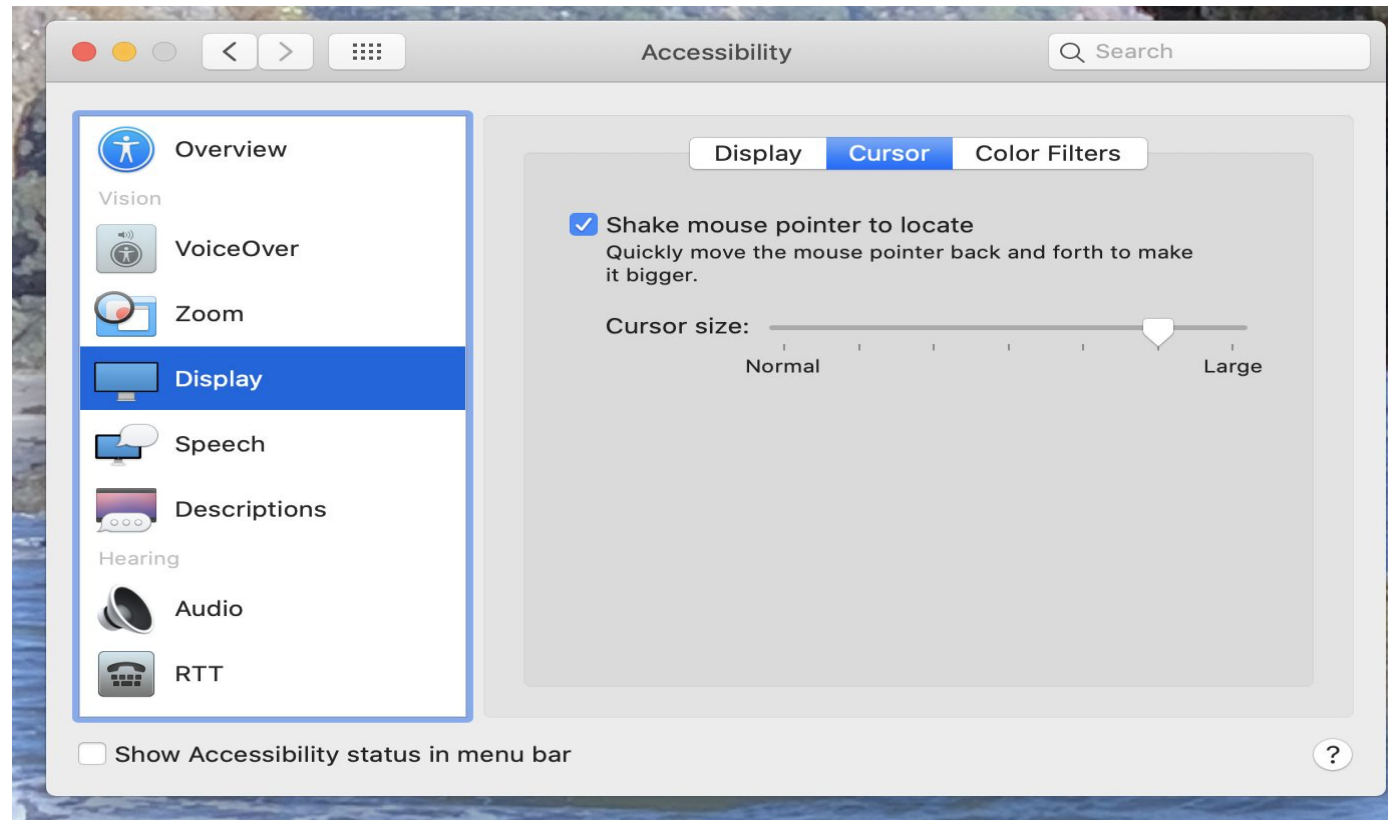 Accessibility
Search
Overview
Vision
VoiceOver
Zoom
Display
Speech
Descriptions
Hearing
Audio
RTT
Display Cursor Color Filters
Shake mouse pointer to locate
Quickly move the mouse pointer back and forth to make
it bigger.
Cursor size:
Normal Large
Show Accessibility status in menu bar
?